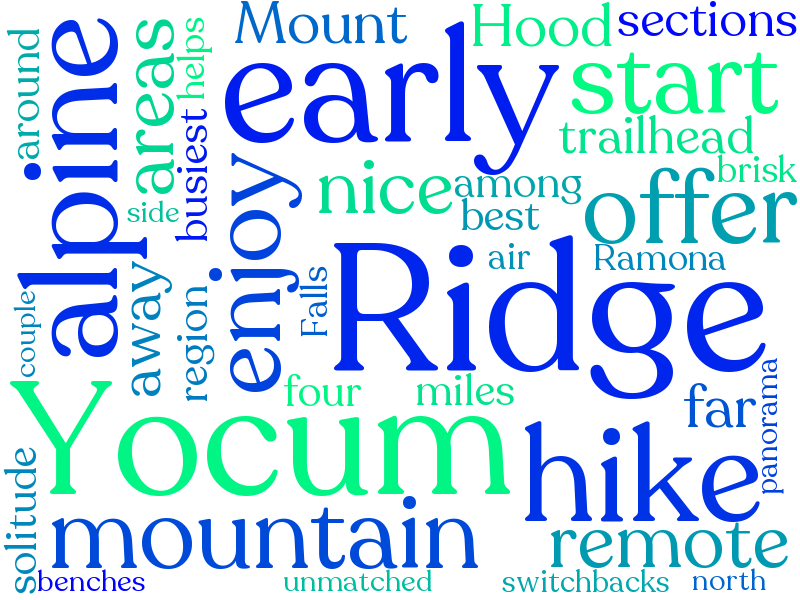 Mount
Hood
sections
around
alpine
areas
helps
busiest
early
start
trailhead
brisk
side
enjoy
nice
among
best
offer
air
Ramona
couple
away
region
Falls
Ridge
four
miles
far
panorama
Yocum
hike
solitude
mountain
remote
benches
unmatched
switchbacks
north